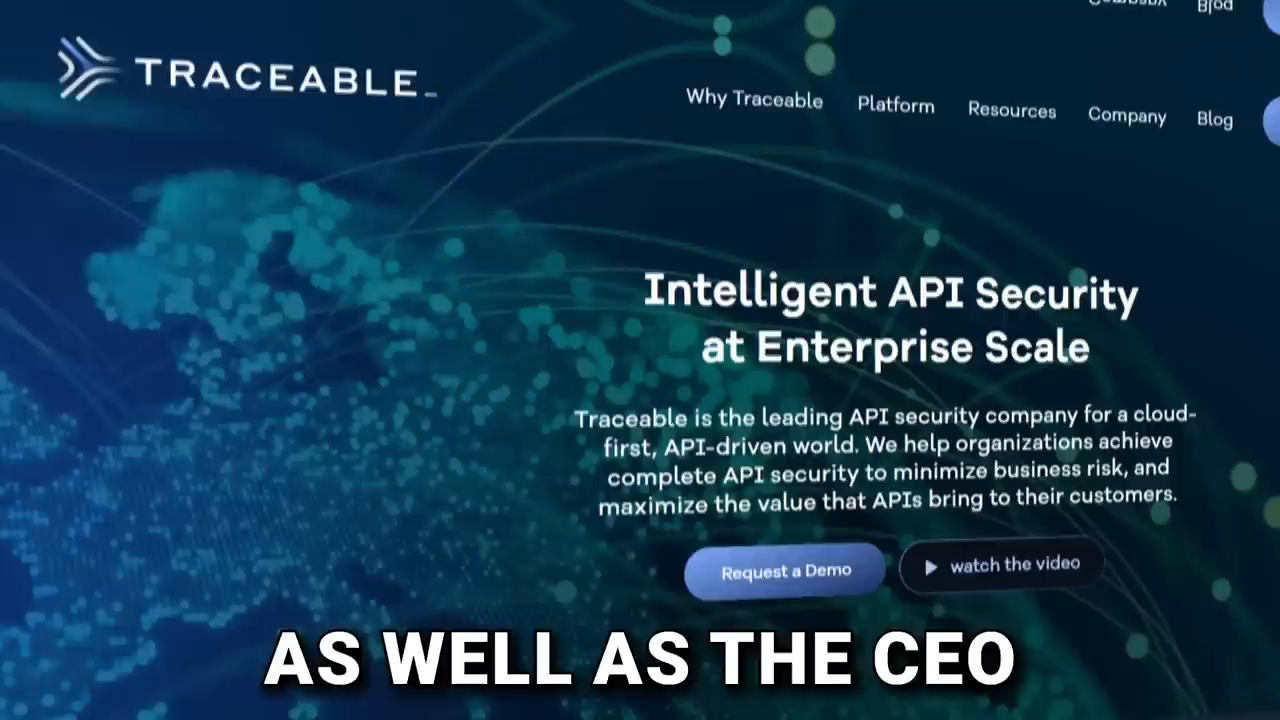 TRACEABLE_
Why Traceable Platform Resources Company Blog
Intelligent API Security
at Enterprise Scale
Traceable is the leading API security company for a cloud-
first, API-driven world. We help organizations achieve
complete API security to minimize business risk, and
maximize the value that APIs bring to their customers.
Request a Demo
watch the video
AS WELL AS THE CEO